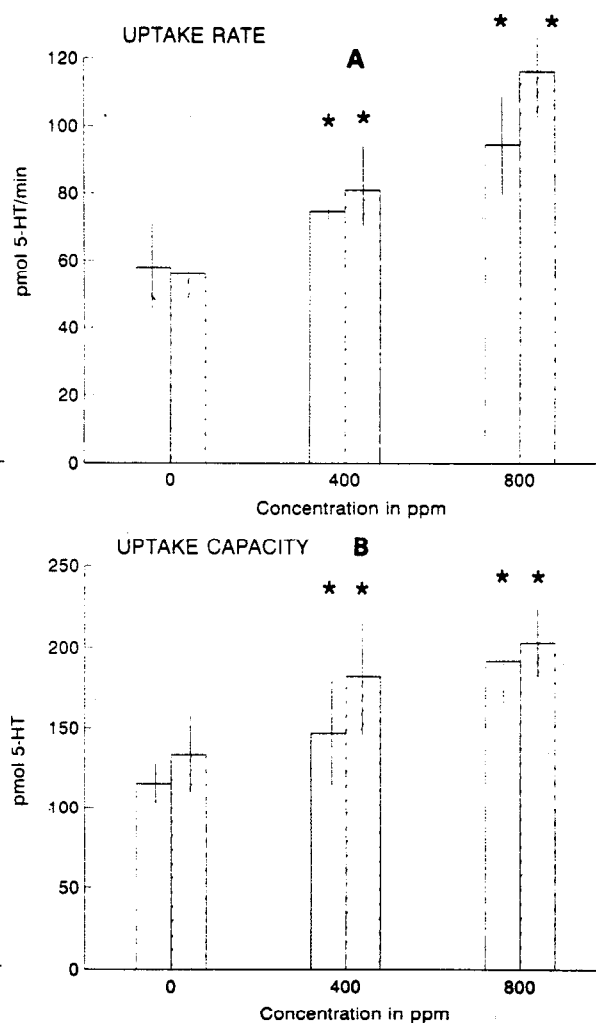 UPTAKE RATE A
* *
* *
120
100
80
60
40
20
0
pmol 5-HT/min
0 400 800
Concentration in ppm
UPTAKE CAPACITY B
* * * *
250
200
150
100
50
0
pmol 5-HT
0 400 800
Concentration in ppm